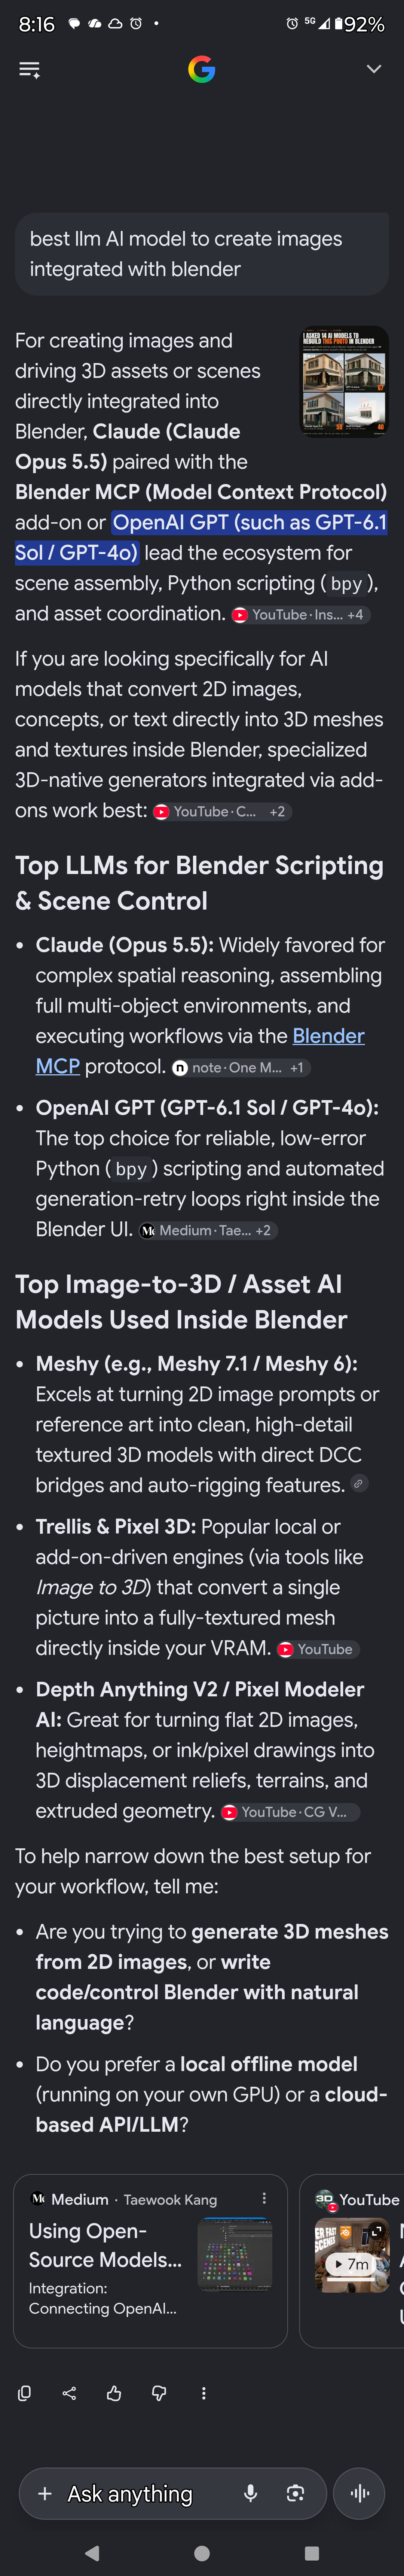 8:16
5G
92%
best llm AI model to create images
integrated with blender
For creating images and
driving 3D assets or scenes
directly integrated into
Blender, Claude (Claude
Opus 5.5) paired with the
Blender MCP (Model Context Protocol)
add-on or OpenAI GPT (such as GPT-6.1
Sol / GPT-4o) lead the ecosystem for
scene assembly, Python scripting (bpy),
and asset coordination. YouTube · Ins... +4
I ASKED 14 AI MODELS TO
REBUILD THIS PHOTO IN BLENDER
If you are looking specifically for AI
models that convert 2D images,
concepts, or text directly into 3D meshes
and textures inside Blender, specialized
3D-native generators integrated via add-
ons work best: YouTube · C... +2
Top LLMs for Blender Scripting
& Scene Control
• Claude (Opus 5.5): Widely favored for
complex spatial reasoning, assembling
full multi-object environments, and
executing workflows via the Blender
MCP protocol. note · One M... +1
• OpenAI GPT (GPT-6.1 Sol / GPT-4o):
The top choice for reliable, low-error
Python (bpy) scripting and automated
generation-retry loops right inside the
Blender UI. Medium · Tae... +2
Top Image-to-3D / Asset AI
Models Used Inside Blender
• Meshy (e.g., Meshy 7.1 / Meshy 6):
Excels at turning 2D image prompts or
reference art into clean, high-detail
textured 3D models with direct DCC
bridges and auto-rigging features.
• Trellis & Pixel 3D: Popular local or
add-on-driven engines (via tools like
Image to 3D) that convert a single
picture into a fully-textured mesh
directly inside your VRAM. YouTube
• Depth Anything V2 / Pixel Modeler
AI: Great for turning flat 2D images,
heightmaps, or ink/pixel drawings into
3D displacement reliefs, terrains, and
extruded geometry. YouTube · CG V...
To help narrow down the best setup for
your workflow, tell me:
• Are you trying to generate 3D meshes
from 2D images, or write
code/control Blender with natural
language?
• Do you prefer a local offline model
(running on your own GPU) or a cloud-
based API/LLM?
Medium · Taewook Kang
Using Open-
Source Models...
Integration:
Connecting OpenAI...
3D YouTube
7m
Ask anything